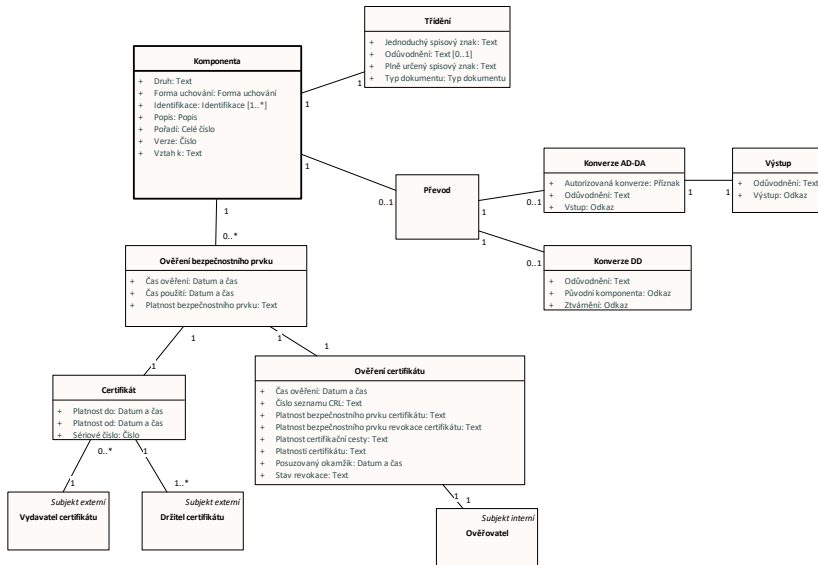 Třídění
+ Jednoduchý spisový znak: Text
+ Odůvodnění: Text [0..1]
+ Plně určený spisový znak: Text
+ Typ dokumentu: Typ dokumentu
Komponenta
+ Druh: Text
+ Forma uchování: Forma uchování
+ Identifikace: Identifikace [1..*]
+ Popis: Popis
+ Pořadí: Celé číslo
+ Verze: Číslo
+ Vztah k: Text
1
1
1
0..1
Převod
1
0..1
1
0..1
Konverze AD-DA
+ Autorizovaná konverze: Příznak
+ Odůvodnění: Text
+ Vstup: Odkaz
1
1
Výstup
+ Odůvodnění: Text
+ Výstup: Odkaz
Konverze DD
+ Odůvodnění: Text
+ Původní komponenta: Odkaz
+ Ztvárnění: Odkaz
1
0..*
Ověření bezpečnostního prvku
+ Čas ověření: Datum a čas
+ Čas použití: Datum a čas
+ Platnost bezpečnostního prvku: Text
1
1
1
1
Certifikát
+ Platnost do: Datum a čas
+ Platnost od: Datum a čas
+ Sériové číslo: Číslo
Ověření certifikátu
+ Čas ověření: Datum a čas
+ Číslo seznamu CRL: Text
+ Platnost bezpečnostního prvku certifikátu: Text
+ Platnost bezpečnostního prvku revokace certifikátu: Text
+ Platnost certifikační cesty: Text
+ Platnosti certifikátu: Text
+ Posuzovaný okamžik: Datum a čas
+ Stav revokace: Text
0..*
1
1
1..*
1
1
Subjekt externí
Vydavatel certifikátu
Subjekt externí
Držitel certifikátu
Subjekt interní
Ověřovatel